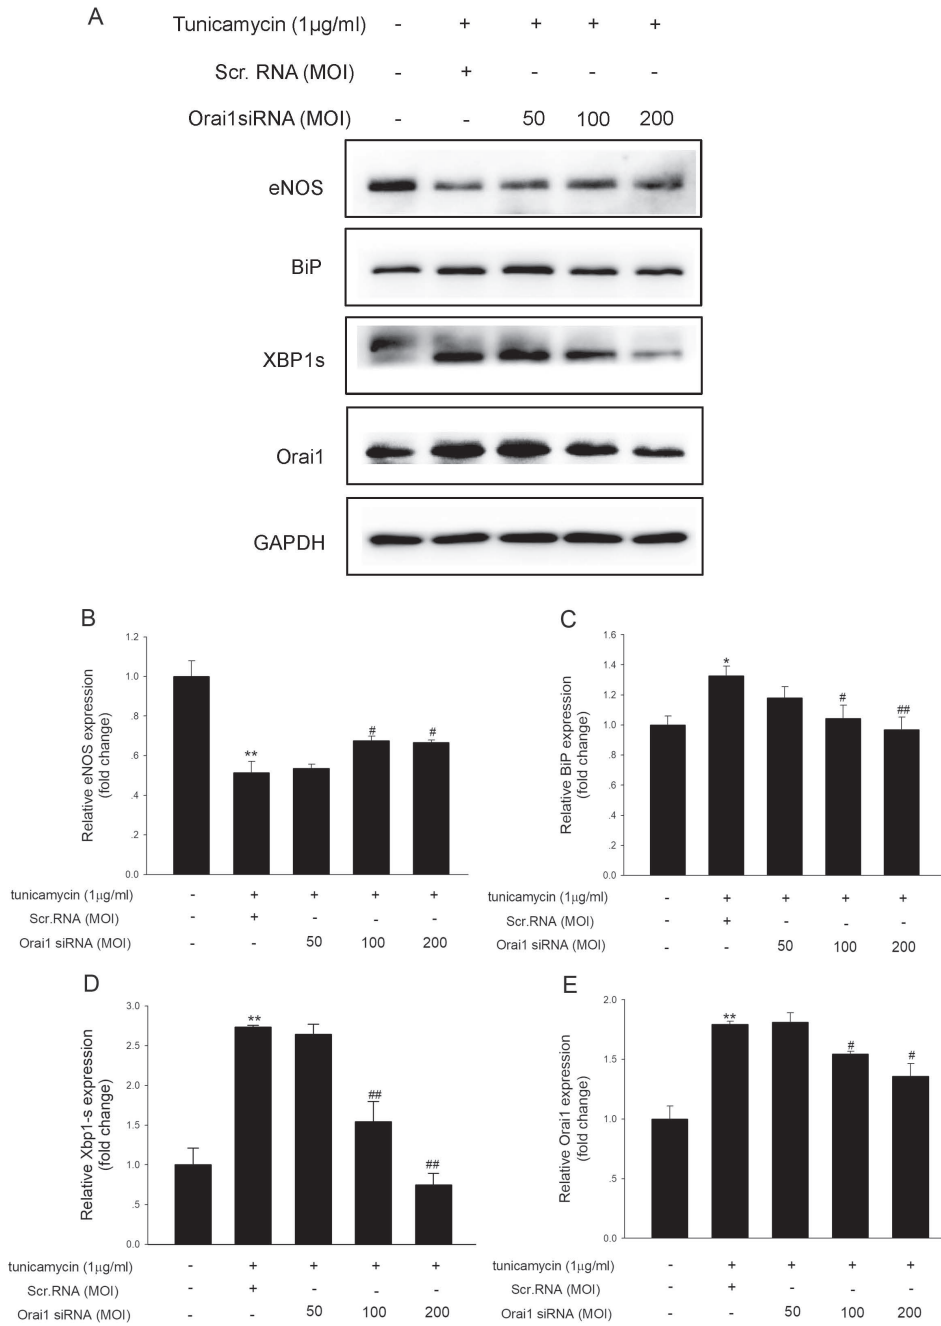 A
Tunicamycin (1µg/ml) - + + + +
Scr. RNA (MOI) - + - - -
Orai1siRNA (MOI) - - 50 100 200
eNOS
BiP
XBP1s
Orai1
GAPDH
B
Relative eNOS expression
(fold change)
1.2
1.0
.8
.6
.4
.2
0.0
**
#
#
tunicamycin (1µg/ml) - + + + +
Scr.RNA (MOI) - + - - -
Orai1 siRNA (MOI) - - 50 100 200
C
Relative BiP expression
(fold change)
1.6
1.4
1.2
1.0
.8
.6
.4
.2
0.0
*
#
##
tunicamycin (1µg/ml) - + + + +
Scr.RNA (MOI) - + - - -
Orai1 siRNA (MOI) - - 50 100 200
D
Relative Xbp1-s expression
(fold change)
3.0
2.5
2.0
1.5
1.0
.5
0.0
**
##
##
tunicamycin (1µg/ml) - + + + +
Scr.RNA (MOI) - + - - -
Orai1 siRNA (MOI) - - 50 100 200
E
Relative Orai1 expression
(fold change)
2.0
1.5
1.0
.5
0.0
**
#
#
tunicamycin (1µg/ml) - + + + +
Scr.RNA (MOI) - + - - -
Orai1 siRNA (MOI) - - 50 100 200